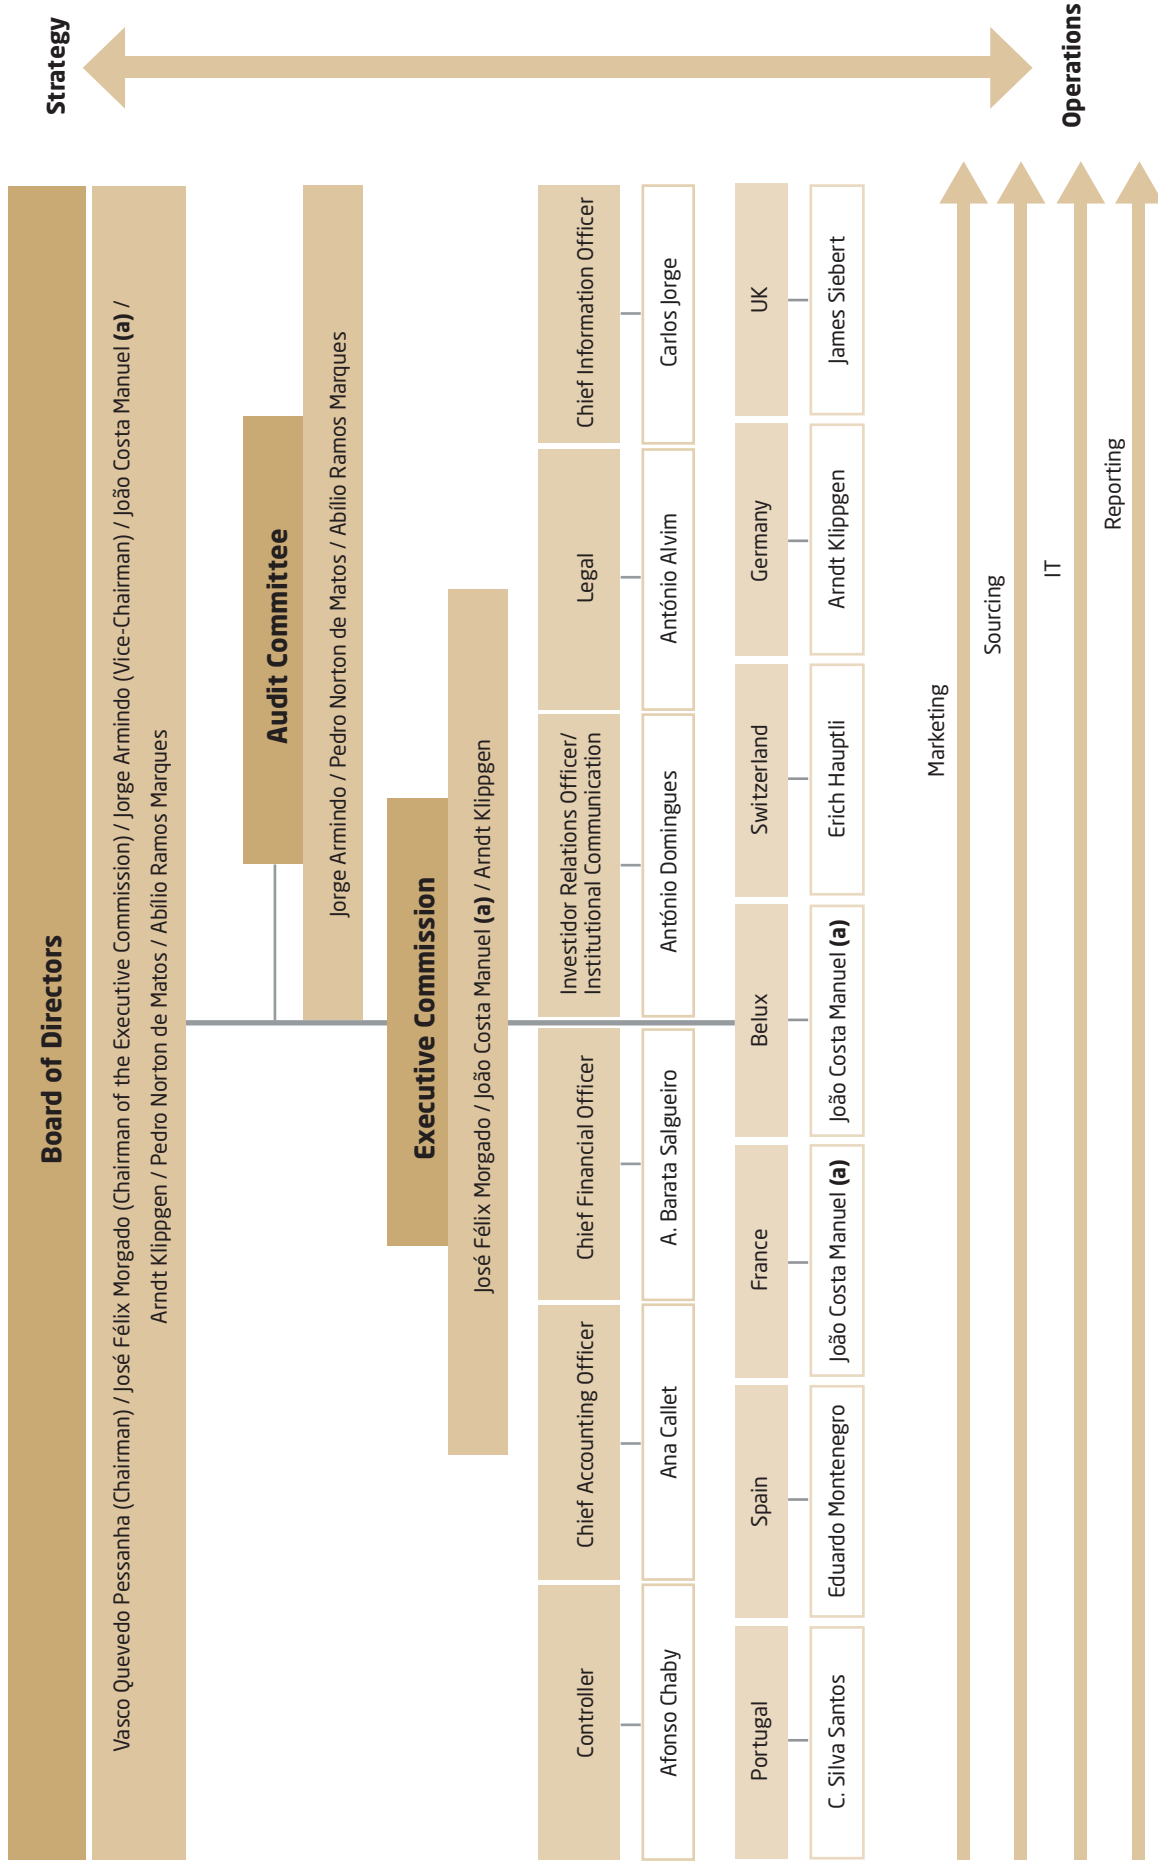 Strategy
Board of Directors
Vasco Quevedo Pessanha (Chairman) / José Félix Morgado (Chairman of the Executive Commission) / Jorge Armindo (Vice-Chairman) / João Costa Manuel (a) /
Arndt Klippgen / Pedro Norton de Matos / Abílio Ramos Marques
Audit Committee
Jorge Armindo / Pedro Norton de Matos / Abílio Ramos Marques
Executive Commission
José Félix Morgado / João Costa Manuel (a) / Arndt Klippgen
Controller
Chief Accounting Officer
Chief Financial Officer
Investidor Relations Officer/
Institutional Communication
Legal
Chief Information Officer
Afonso Chaby
Ana Callet
A. Barata Salgueiro
António Domingues
António Alvim
Carlos Jorge
Portugal
Spain
France
Belux
Switzerland
Germany
UK
C. Silva Santos
Eduardo Montenegro
João Costa Manuel (a)
João Costa Manuel (a)
Erich Hauptli
Arndt Klippgen
James Siebert
Marketing
Sourcing
IT
Reporting
Operations